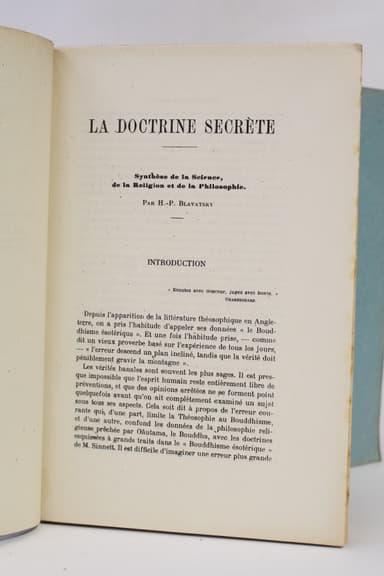 LA DOCTRINE SECRÈTE
Synthèse de la Science,
de la Religion et de la Philosophie.
PAR H.-P. BLAVATSKY
INTRODUCTION
« Écoutez avec douceur, jugez avec bonté. »
SHAKESPEARE.
Depuis l'apparition de la littérature théosophique en Angle-
terre, on a pris l'habitude d'appeler ses données « le Boud-
dhisme ésotérique ». Et une fois l'habitude prise, — comme
dit un vieux proverbe basé sur l'expérience de tous les jours,
— « l'erreur descend un plan incliné, tandis que la vérité doit
péniblement gravir la montagne ».
Les vérités banales sont souvent les plus sages. Il est pres-
que impossible que l'esprit humain reste entièrement libre de
préventions, et que des opinions arrêtées ne se forment point
quelquefois avant qu'on ait complètement examiné un sujet
sous tous ses aspects. Cela soit dit à propos de l'erreur cou-
rante qui, d'une part, limite la Théosophie au Bouddhisme,
et d'une autre, confond les données de la philosophie reli-
gieuse prêchée par Gâutama, le Bouddha, avec les doctrines
esquissées à grands traits dans le « Bouddhisme ésotérique »
de M. Sinnett. Il est difficile d'imaginer une erreur plus grande